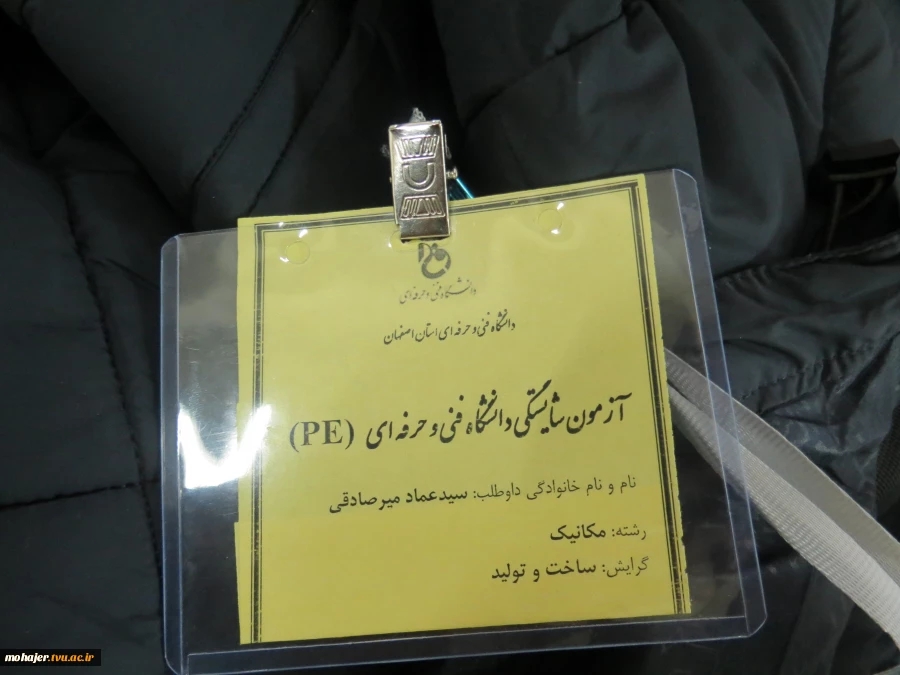 دانشگاه فنی و حرفه‌ای
دانشگاه فنی و حرفه ای استان اصفهان
آزمون شایستگی دانشگاه فنی و حرفه ای (PE)
نام و نام خانوادگی داوطلب: سیدعماد میرصادقی
رشته: مکانیک
گرایش: ساخت و تولید
mohajer.tvu.ac.ir